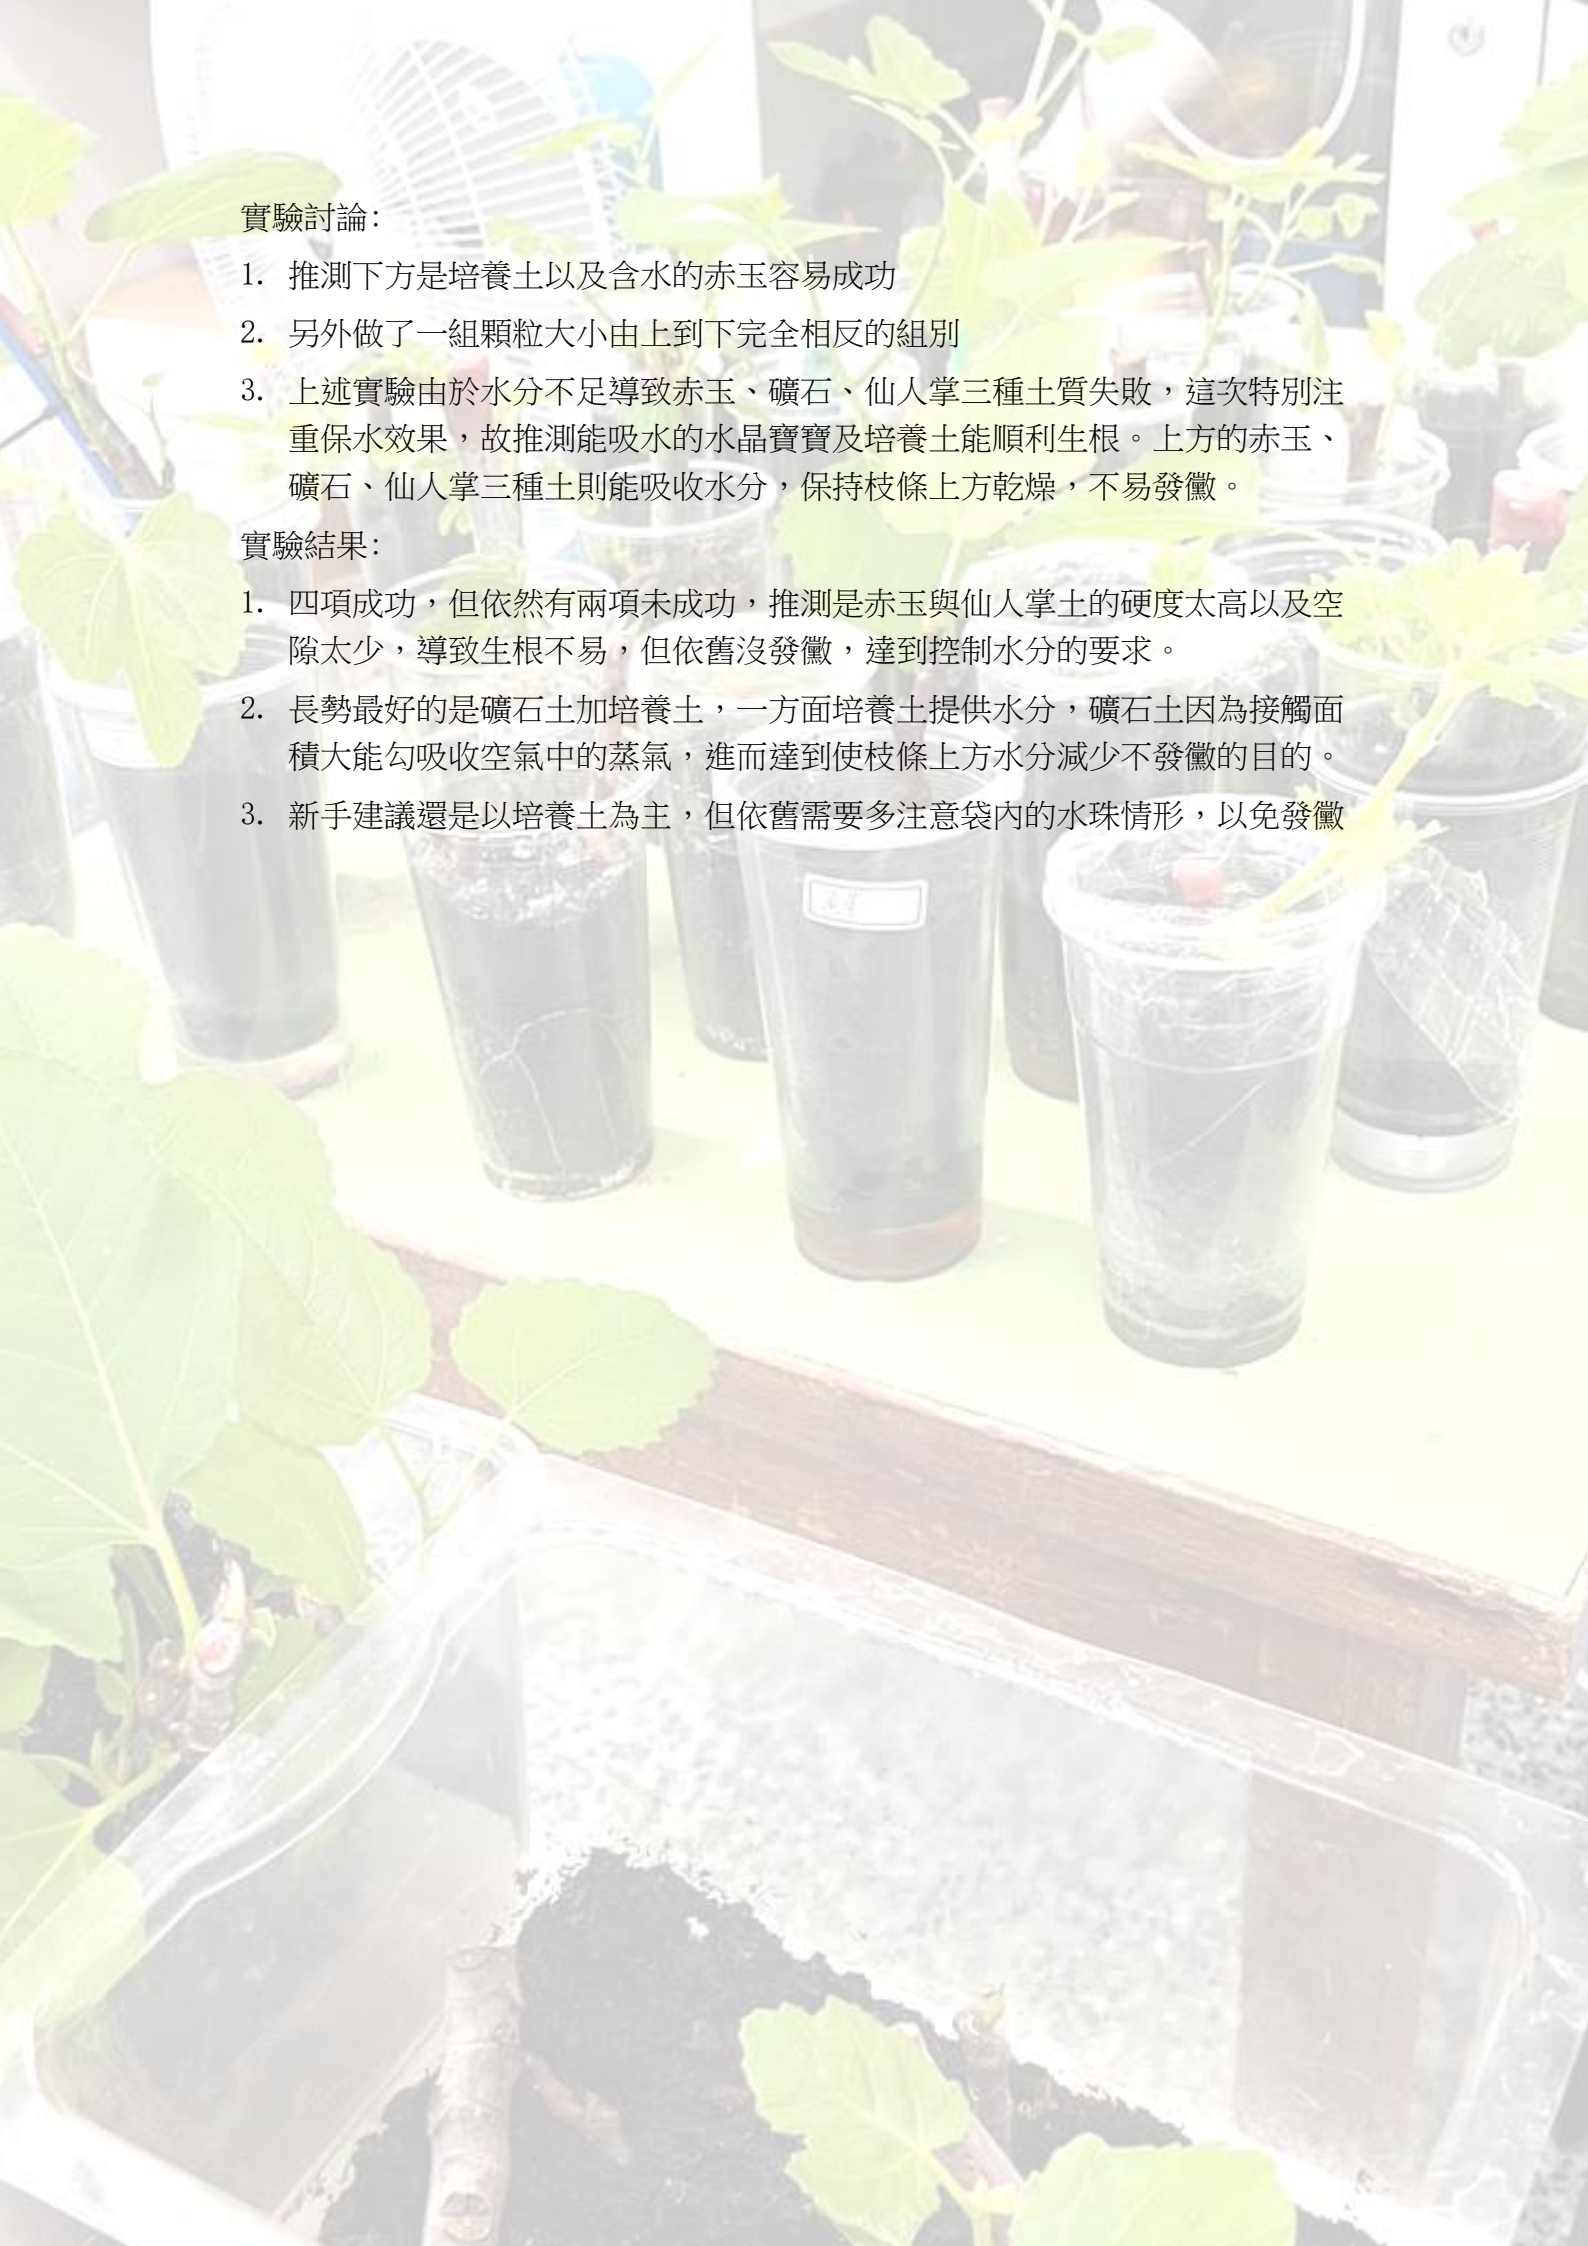 實驗討論:
1. 推測下方是培養土以及含水的赤玉容易成功
2. 另外做了一組顆粒大小由上到下完全相反的組別
3. 上述實驗由於水分不足導致赤玉、礦石、仙人掌三種土質失敗，這次特別注
重保水效果，故推測能吸水的水晶寶寶及培養土能順利生根。上方的赤玉、
礦石、仙人掌三種土則能吸收水分，保持枝條上方乾燥，不易發黴。
實驗結果:
1. 四項成功，但依然有兩項未成功，推測是赤玉與仙人掌土的硬度太高以及空
隙太少，導致生根不易，但依舊沒發黴，達到控制水分的要求。
2. 長勢最好的是礦石土加培養土，一方面培養土提供水分，礦石土因為接觸面
積大能勾吸收空氣中的蒸氣，進而達到使枝條上方水分減少不發黴的目的。
3. 新手建議還是以培養土為主，但依舊需要多注意袋內的水珠情形，以免發黴